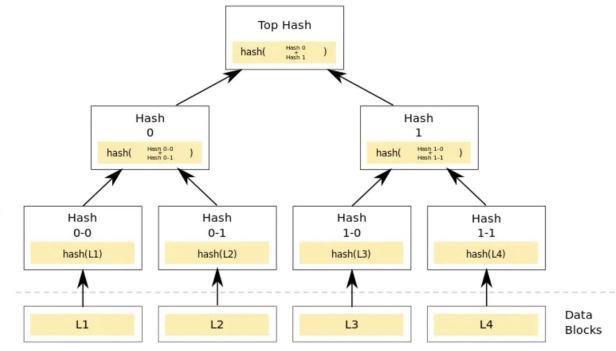 Top Hash
hash( Hash 0 + Hash 1 )
Hash 0
hash( Hash 0-0 + Hash 0-1 )
Hash 1
hash( Hash 1-0 + Hash 1-1 )
Hash 0-0
hash(L1)
Hash 0-1
hash(L2)
Hash 1-0
hash(L3)
Hash 1-1
hash(L4)
L1
L2
L3
L4
Data Blocks